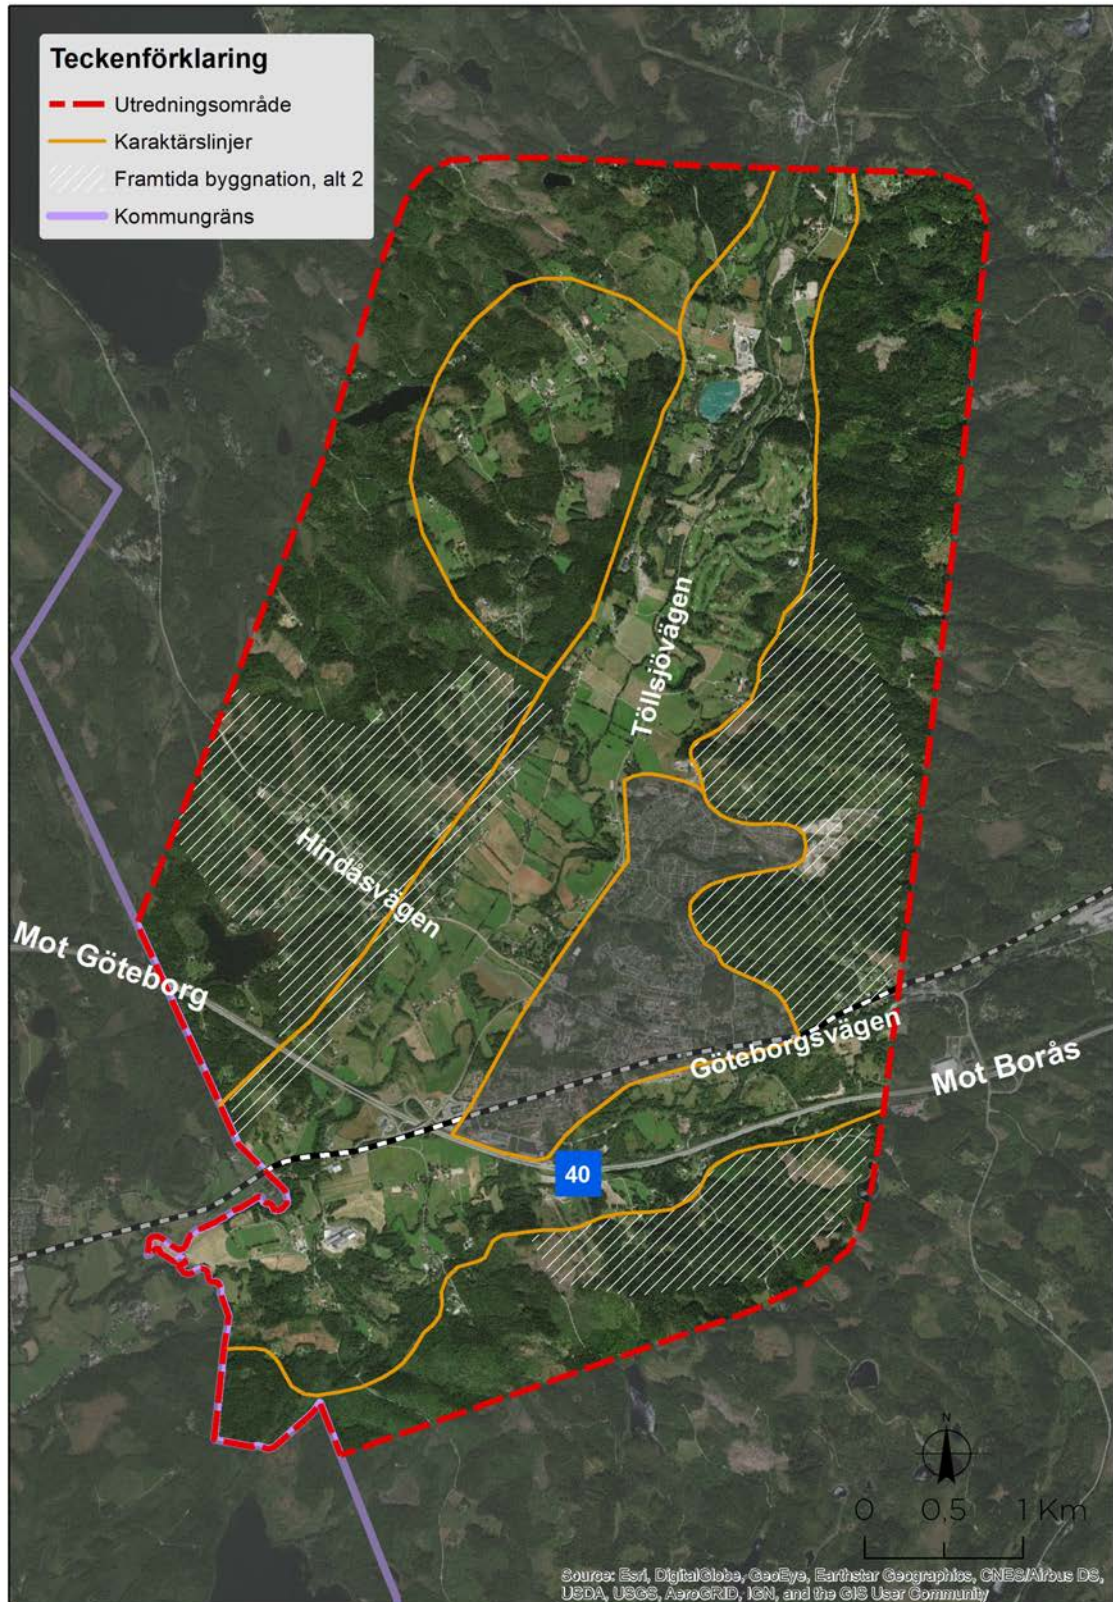 Teckenförklaring
Utredningsområde
Karaktärslinjer
Framtida byggnation, alt 2
Kommungräns
Töllsjövägen
Hindåsvägen
Mot Göteborg
Göteborgsvägen
Mot Borås
40
N
0 0,5 1 Km
Source: Esri, DigitalGlobe, GeoEye, Earthstar Geographics, CNES/Airbus DS,
USDA, USGS, AeroGRID, IGN, and the GIS User Community